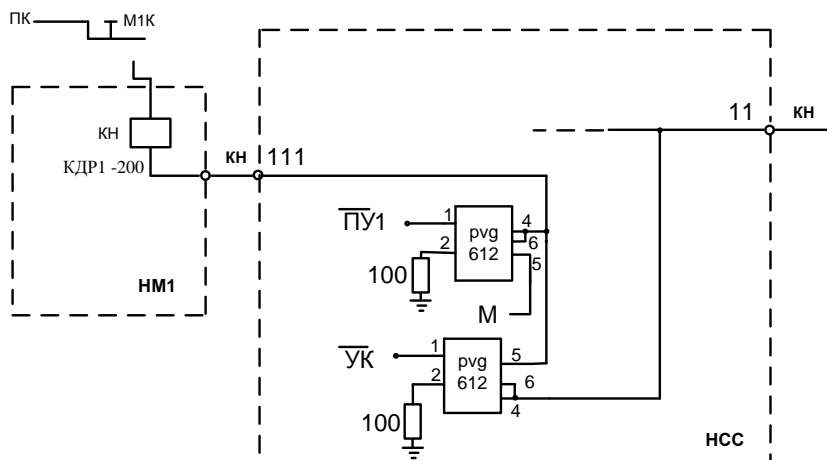 ПК М1К
11 КН
КН
КДР1 -200
КН 111
НМ1
ПУ1 1 pvg 612 4
2 6
5
100
М
УК 1 pvg 612 5
2 6
4
100
НСС